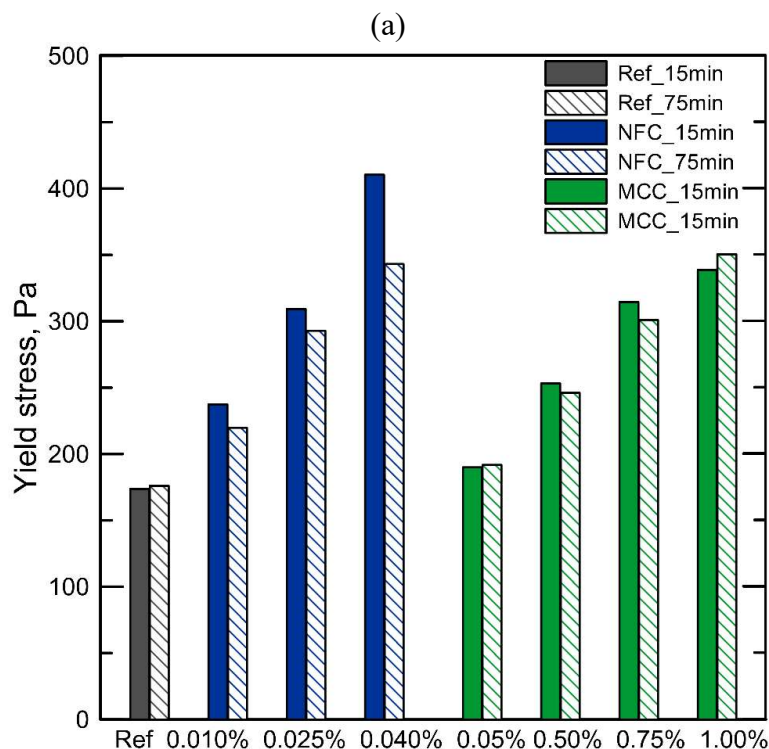 (a)
500
400
300
200
100
0
Yield stress, Pa
Ref_15min
Ref_75min
NFC_15min
NFC_75min
MCC_15min
MCC_15min
Ref 0.010% 0.025% 0.040% 0.05% 0.50% 0.75% 1.00%